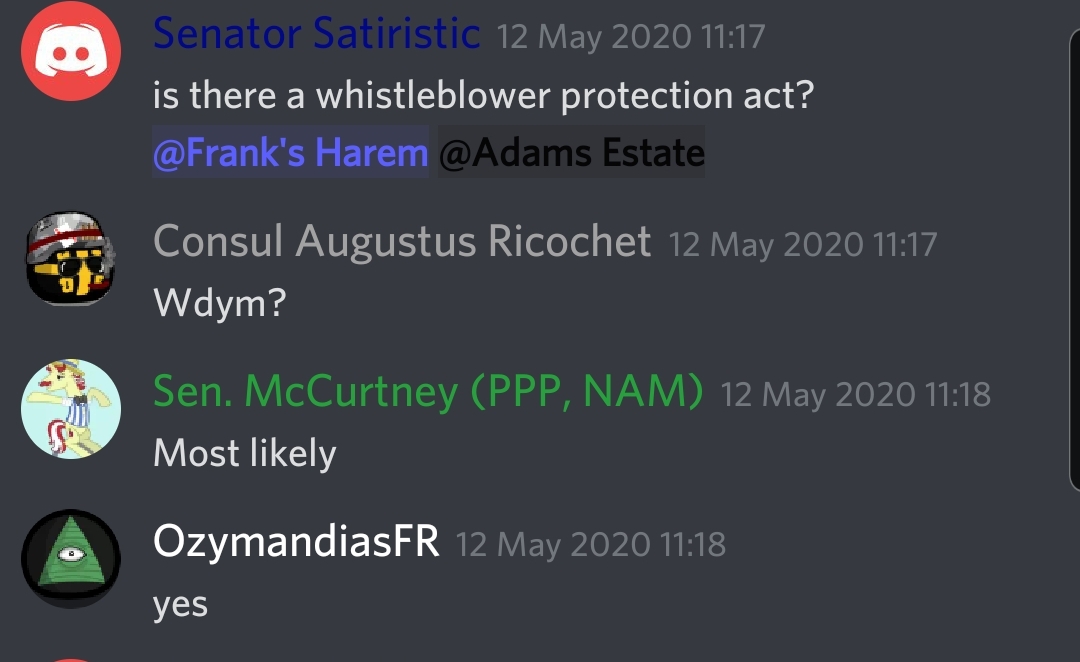 Senator Satiristic 12 May 2020 11:17
is there a whistleblower protection act?
@Frank's Harem @Adams Estate
Consul Augustus Ricochet 12 May 2020 11:17
Wdym?
Sen. McCurtney (PPP, NAM) 12 May 2020 11:18
Most likely
OzymandiasFR 12 May 2020 11:18
yes